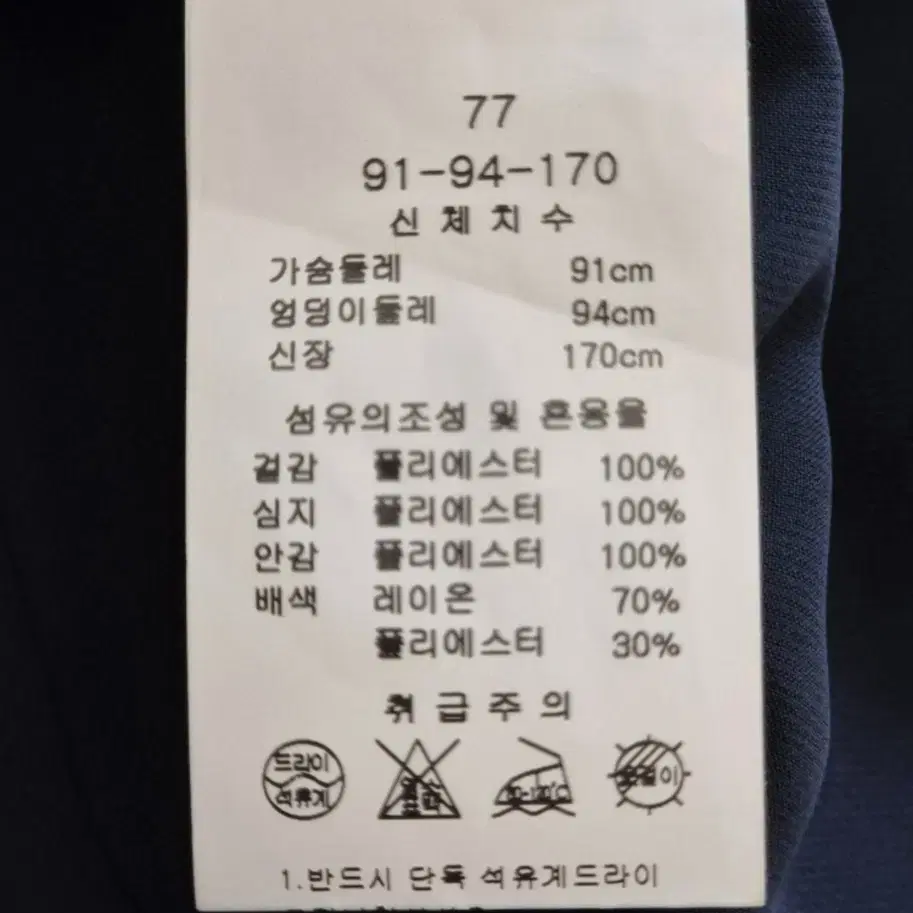 77
91-94-170
신체치수
가슴둘레 91cm
엉덩이둘레 94cm
신장 170cm
섬유의조성 및 혼용율
겉감 폴리에스터 100%
심지 폴리에스터 100%
안감 폴리에스터 100%
배색 레이온 70%
폴리에스터 30%
취급주의
드라이
석유계
옷걸이
1.반드시 단독 석유계드라이